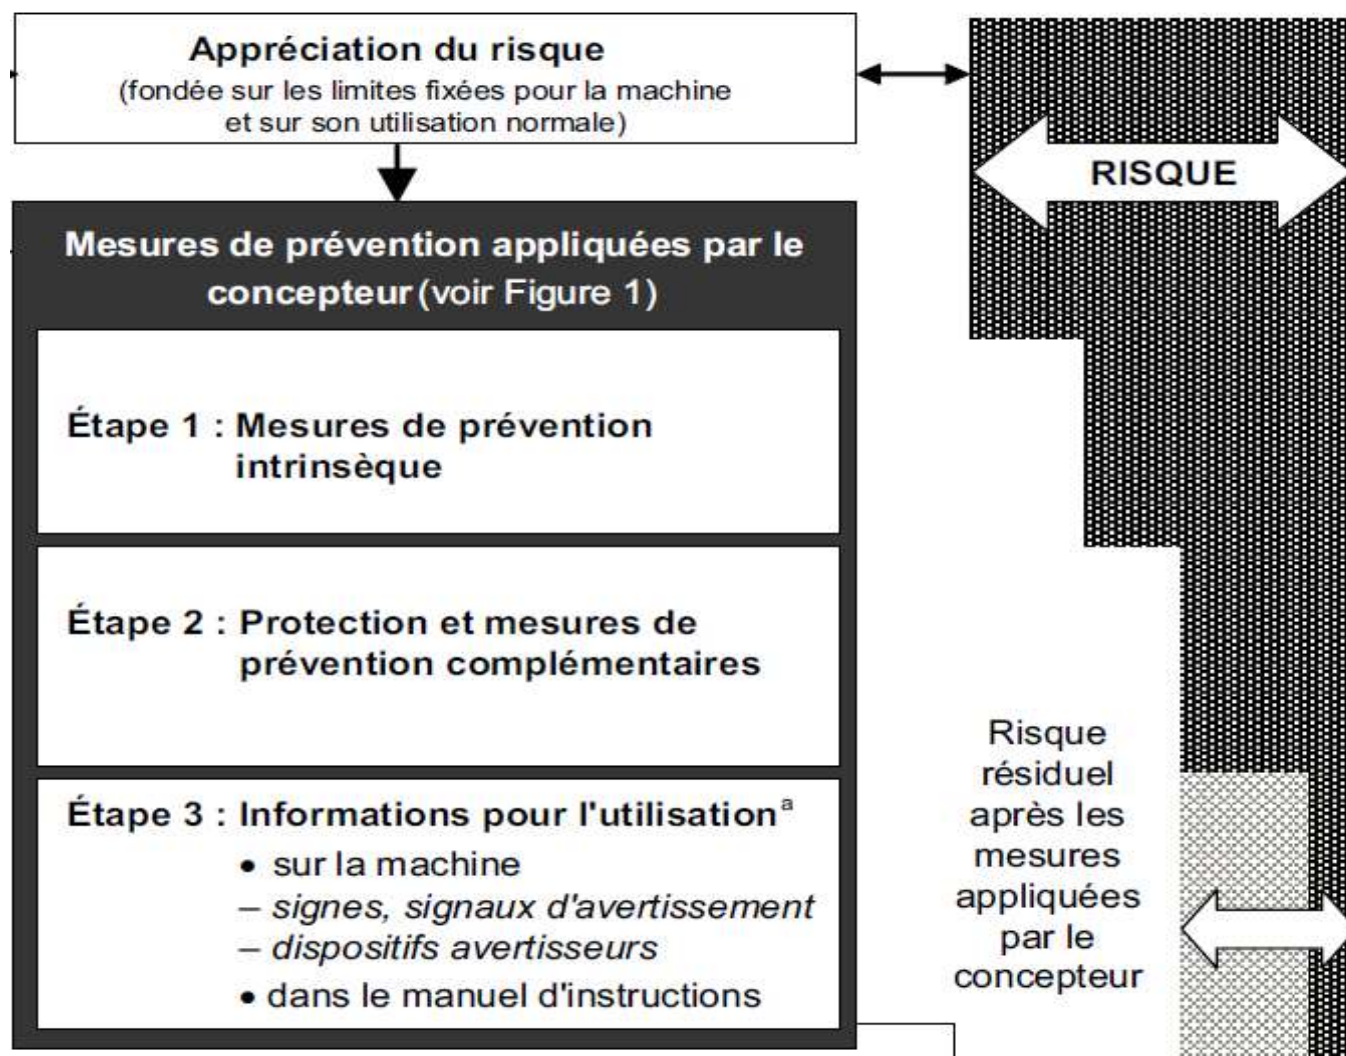 Appréciation du risque
(fondée sur les limites fixées pour la machine
et sur son utilisation normale)
RISQUE
Mesures de prévention appliquées par le
concepteur (voir Figure 1)
Étape 1 : Mesures de prévention
intrinsèque
Étape 2 : Protection et mesures de
prévention complémentaires
Étape 3 : Informations pour l'utilisationᵃ
• sur la machine
– signes, signaux d'avertissement
– dispositifs avertisseurs
• dans le manuel d'instructions
Risque
résiduel
après les
mesures
appliquées
par le
concepteur